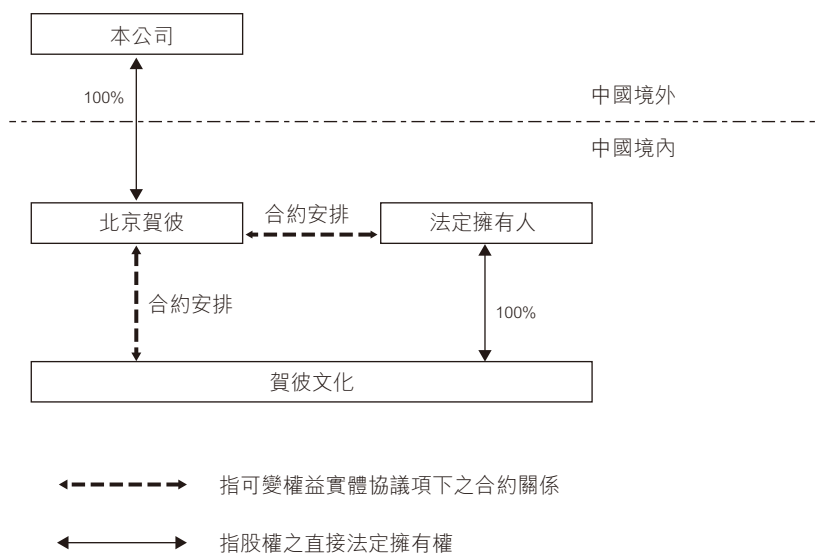 本公司
100%
中國境外
中國境內
北京賀彼
合約安排
法定擁有人
合約安排
100%
賀彼文化
指可變權益實體協議項下之合約關係
指股權之直接法定擁有權